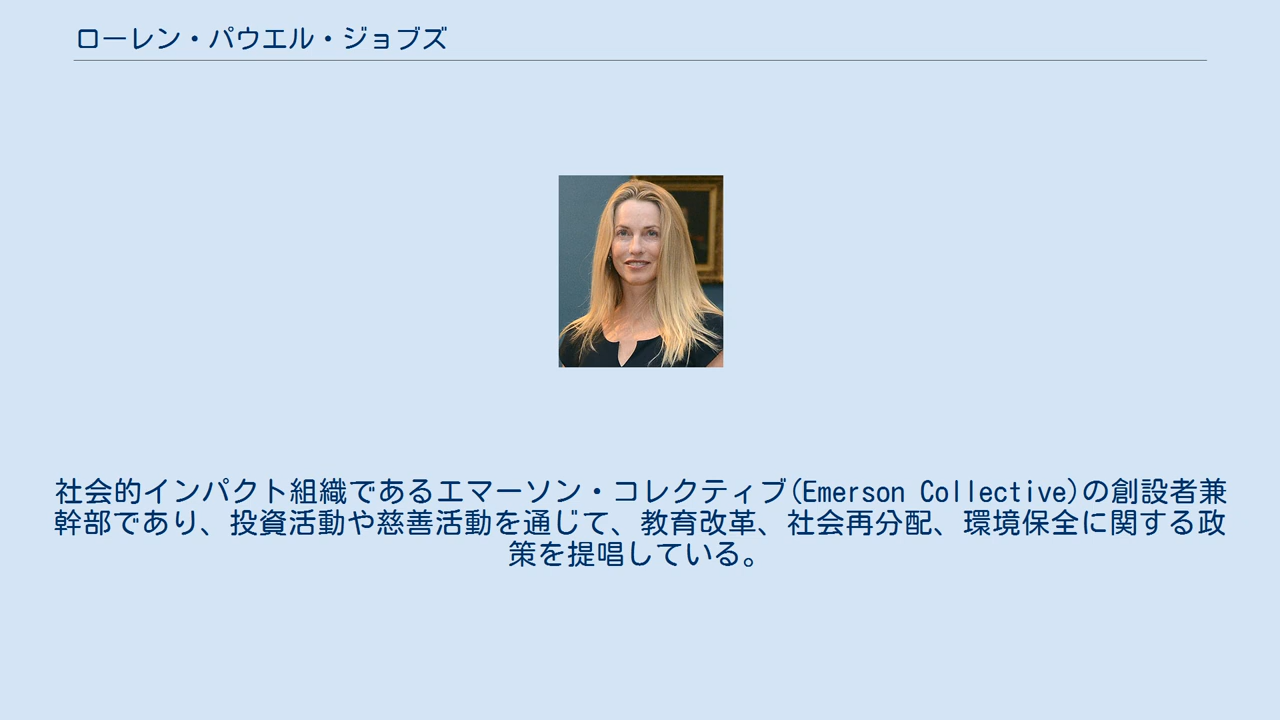 ローレン・パウエル・ジョブズ
社会的インパクト組織であるエマーソン・コレクティブ(Emerson Collective)の創設者兼
幹部であり、投資活動や慈善活動を通じて、教育改革、社会再分配、環境保全に関する政
策を提唱している。